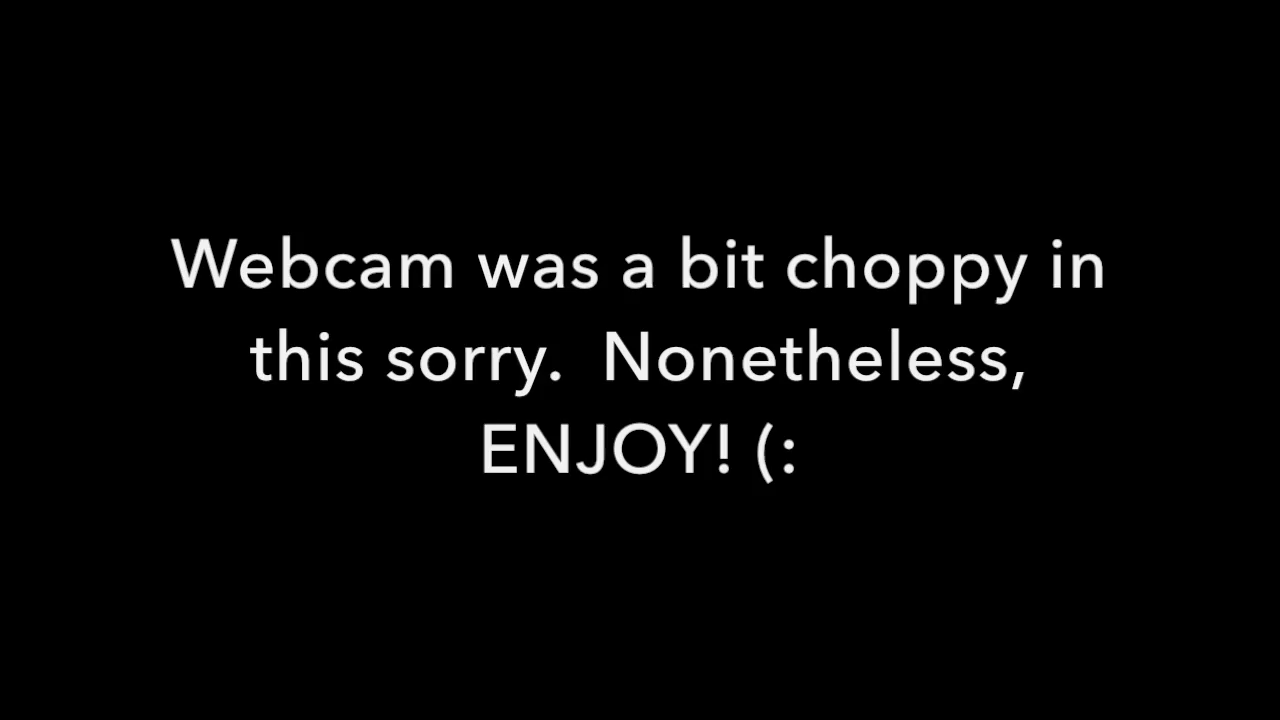 Webcam was a bit choppy in
this sorry.  Nonetheless,
ENJOY! (: